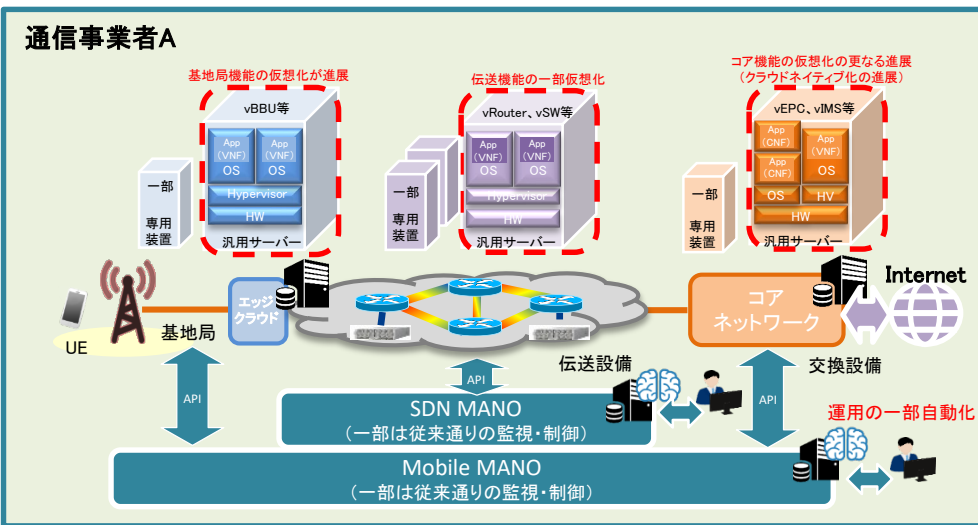 通信事業者A
基地局機能の仮想化が進展
vBBU等
App
(VNF)
OS
App
(VNF)
OS
Hypervisor
HW
汎用サーバー
一部
専用
装置
伝送機能の一部仮想化
vRouter、vSW等
App
(VNF)
OS
App
(VNF)
OS
Hypervisor
HW
汎用サーバー
一部
専用
装置
コア機能の仮想化の更なる進展
(クラウドネイティブ化の進展)
vEPC、vIMS等
App
(CNF)
App
(CNF)
OS
App
(VNF)
OS
HV
HW
汎用サーバー
一部
専用
装置
UE
基地局
エッジ
クラウド
伝送設備
コア
ネットワーク
交換設備
Internet
API
API
API
SDN MANO
(一部は従来通りの監視・制御)
運用の一部自動化
Mobile MANO
(一部は従来通りの監視・制御)